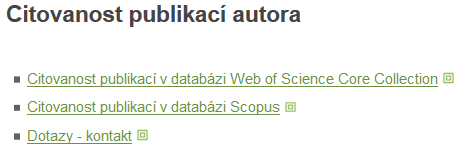 Citovanost publikací autora
Citovanost publikací v databázi Web of Science Core Collection
Citovanost publikací v databázi Scopus
Dotazy - kontakt